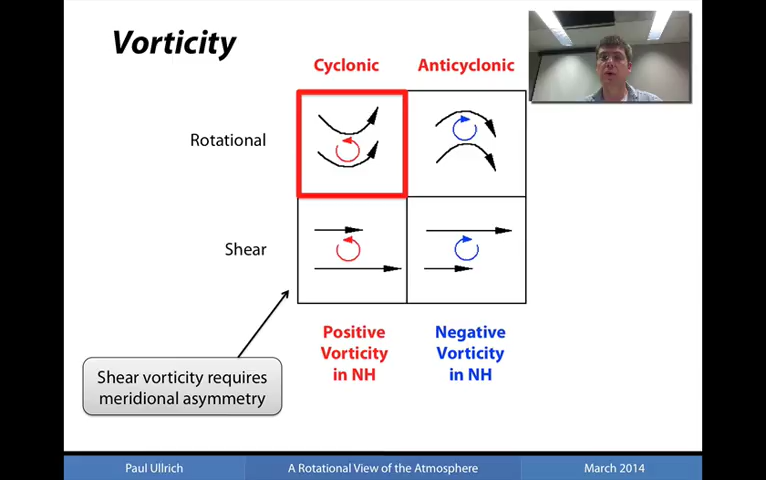 Vorticity
Cyclonic
Anticyclonic
Rotational
Shear
Positive
Vorticity
in NH
Negative
Vorticity
in NH
Shear vorticity requires
meridional asymmetry
Paul Ullrich
A Rotational View of the Atmosphere
March 2014